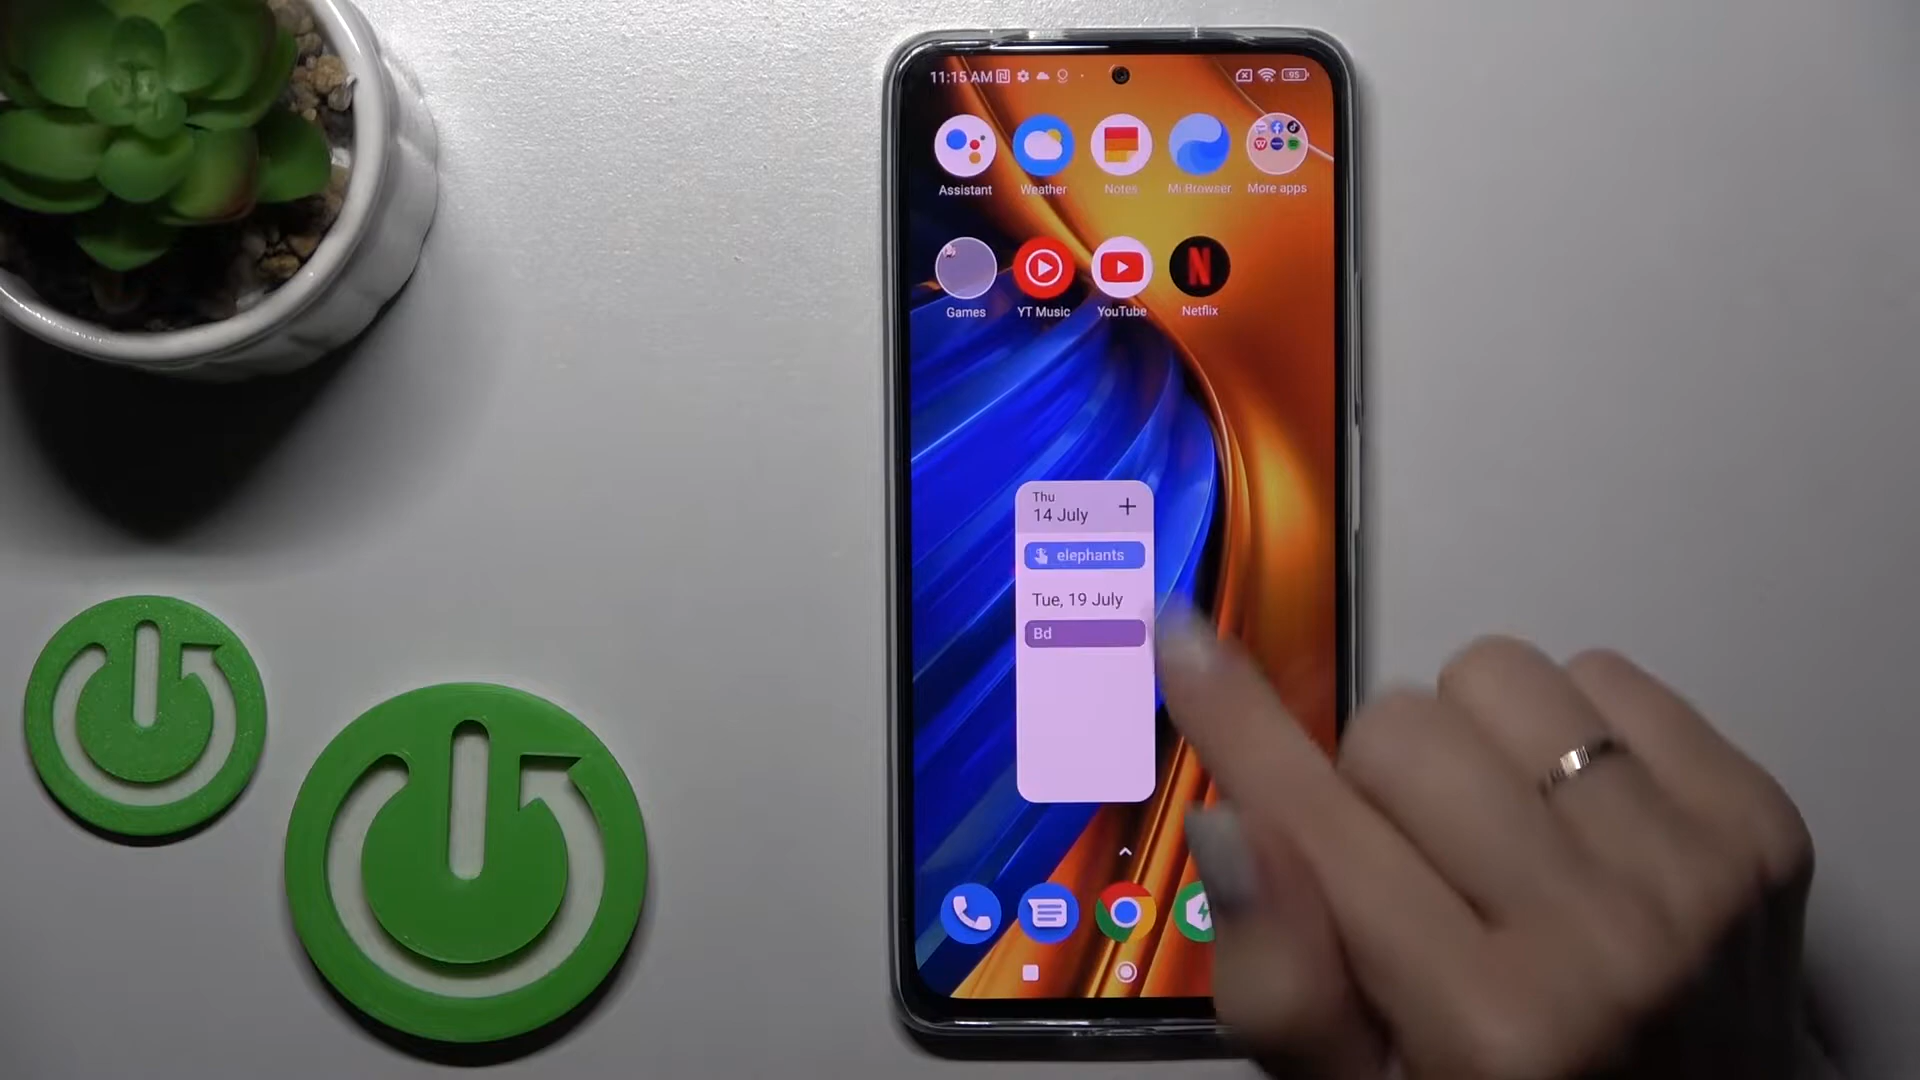 11:15 AM
95
Assistant
Weather
Notes
Mi Browser
More apps
Games
YT Music
YouTube
Netflix
Thu
14 July
+
elephants
Tue, 19 July
Bd